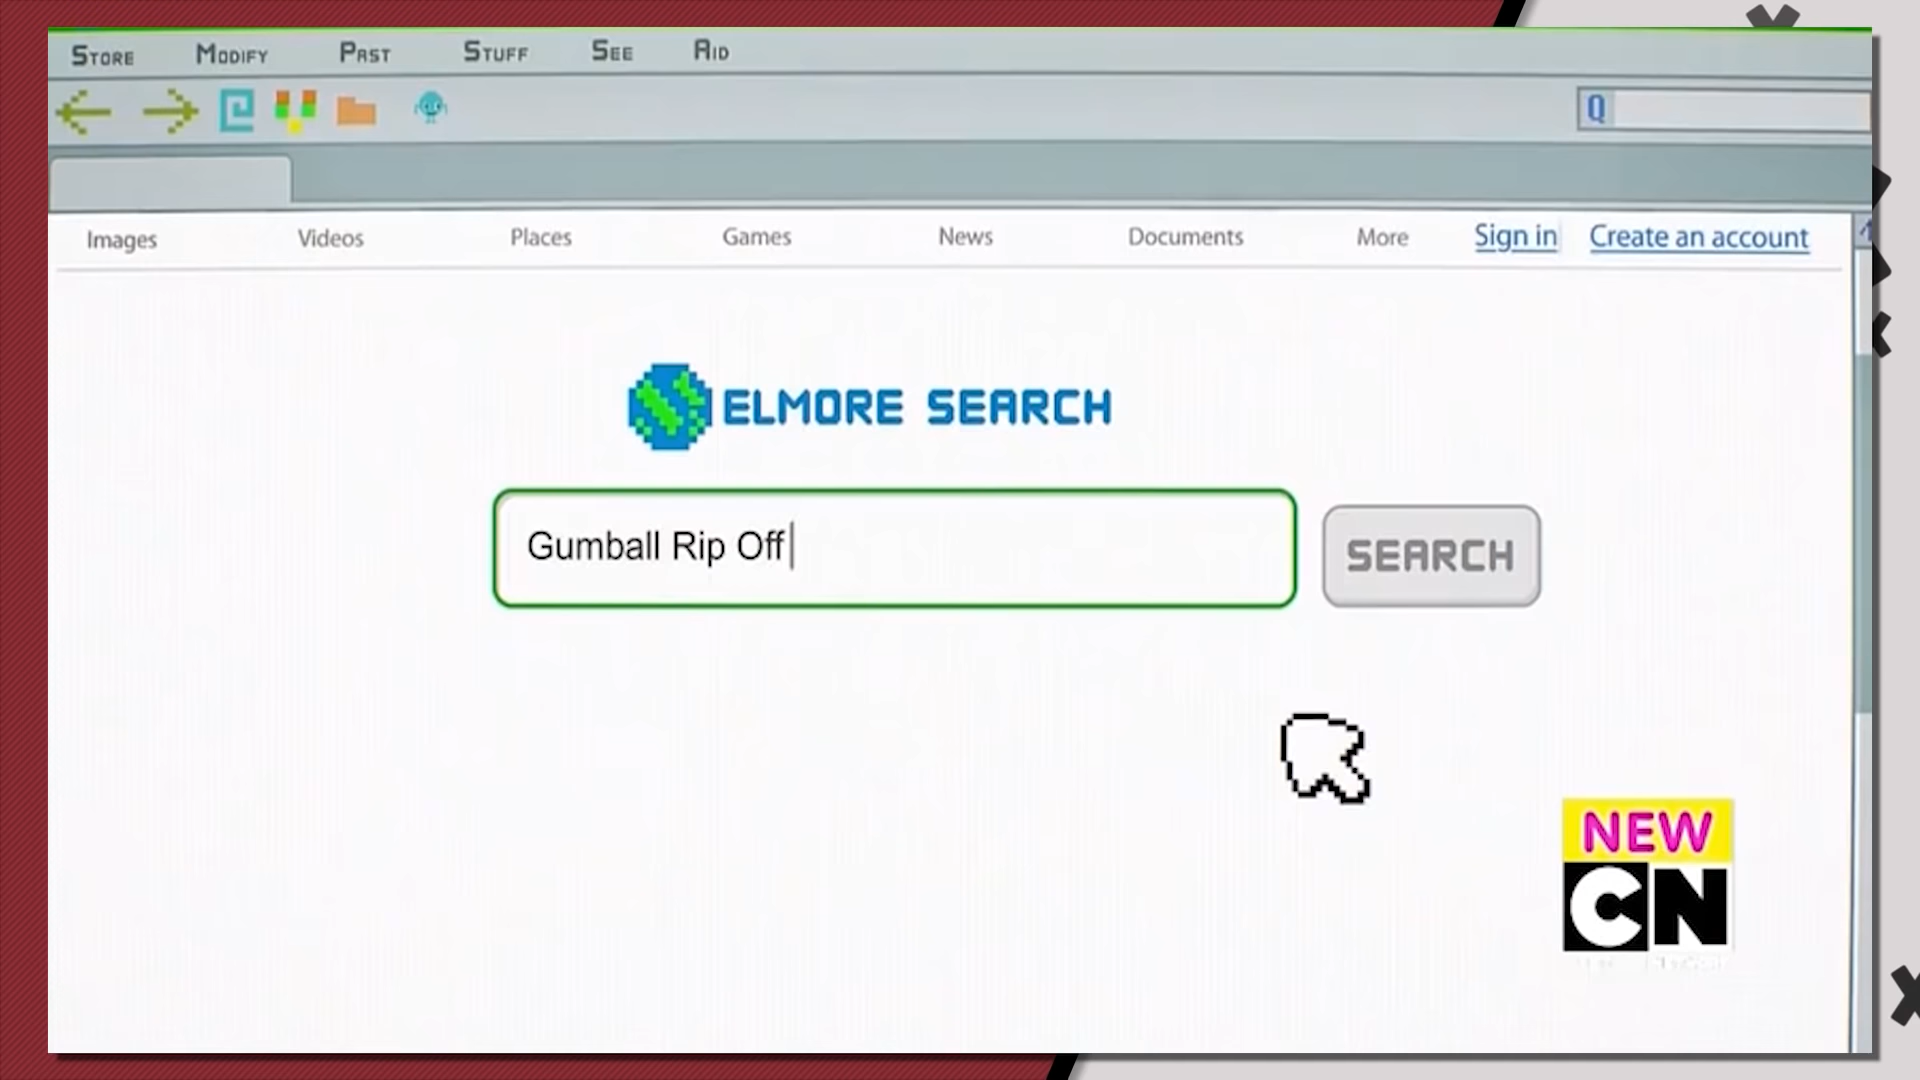 Store Modify Past Stuff See Aid
Q
Images Videos Places Games News Documents More Sign in Create an account
ELMORE SEARCH
Gumball Rip Off
SEARCH
NEW
CN